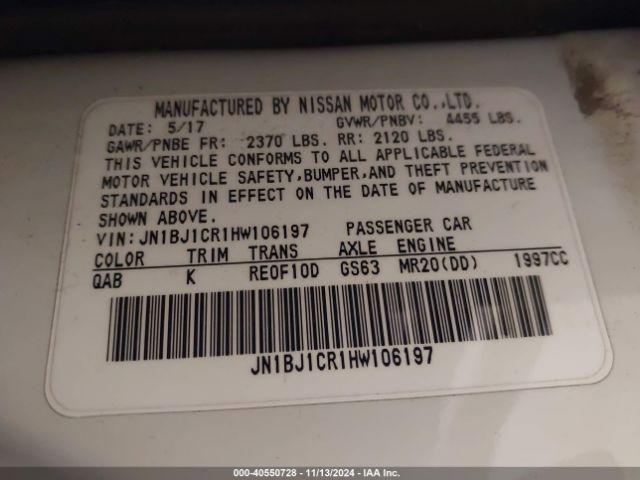 MANUFACTURED BY NISSAN MOTOR CO.,LTD.
DATE: 5/17 GVWR/PNBV: 4455 LBS.
GAWR/PNBE FR: 2370 LBS. RR: 2120 LBS.
THIS VEHICLE CONFORMS TO ALL APPLICABLE FEDERAL
MOTOR VEHICLE SAFETY,BUMPER,AND THEFT PREVENTION
STANDARDS IN EFFECT ON THE DATE OF MANUFACTURE
SHOWN ABOVE.
VIN:JN1BJ1CR1HW106197 PASSENGER CAR
COLOR TRIM TRANS AXLE ENGINE
QAB K RE0F10D GS63 MR20(DD) 1997CC
JN1BJ1CR1HW106197
000-40550728 - 11/13/2024 - IAA Inc.